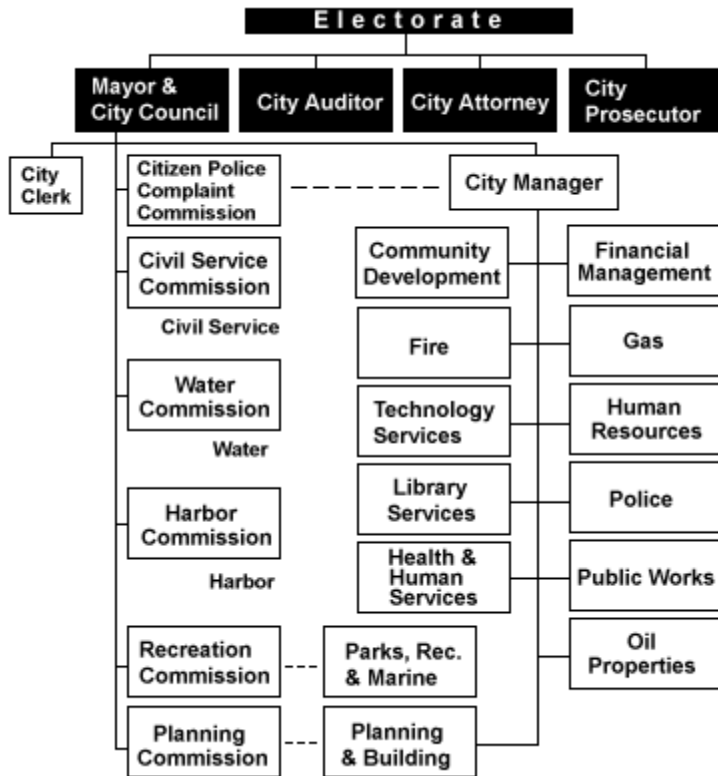 Electorate
Mayor &
City Council
City Auditor
City Attorney
City
Prosecutor
City
Clerk
Citizen Police
Complaint
Commission
City Manager
Civil Service
Commission
Community
Development
Financial
Management
Civil Service
Fire
Gas
Water
Commission
Technology
Services
Human
Resources
Water
Library
Services
Police
Harbor
Commission
Health &
Human
Services
Public Works
Harbor
Recreation
Commission
Parks, Rec.
& Marine
Oil
Properties
Planning
Commission
Planning
& Building